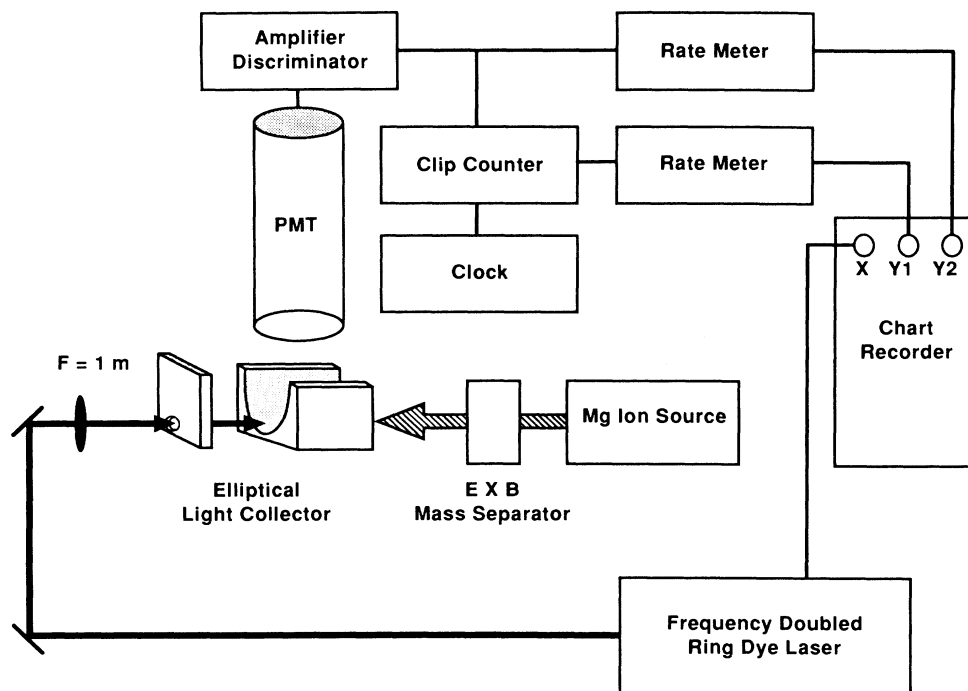 Amplifier
Discriminator
Rate Meter
Clip Counter
Rate Meter
PMT
Clock
X Y1 Y2
Chart
Recorder
F = 1 m
Mg Ion Source
Elliptical
Light Collector
E X B
Mass Separator
Frequency Doubled
Ring Dye Laser